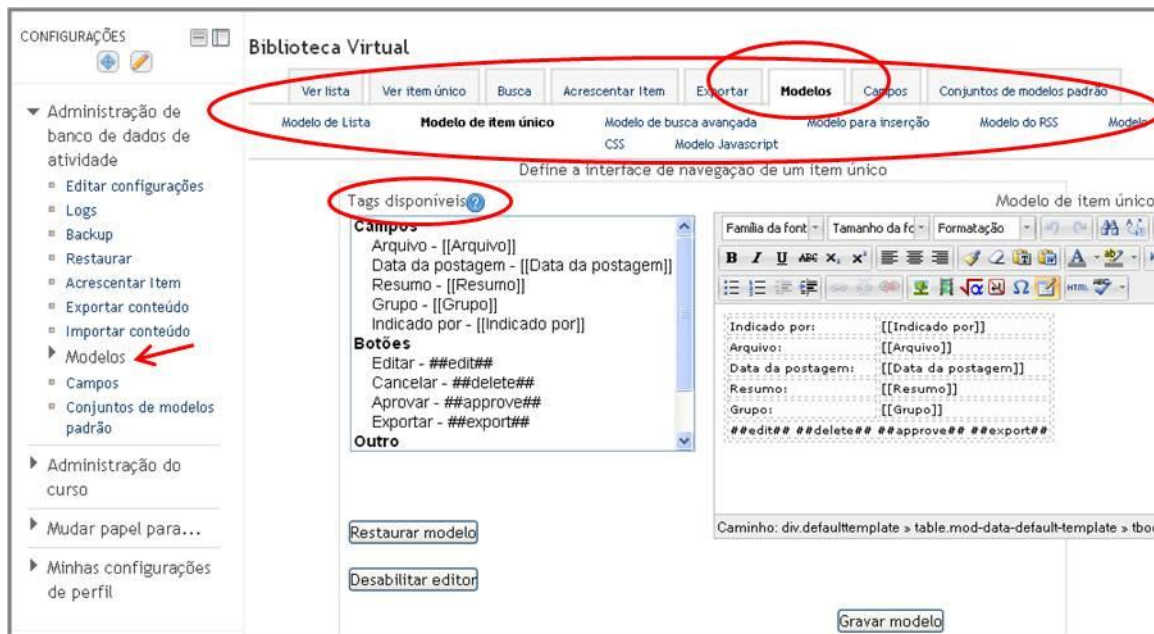 CONFIGURAÇÕES
Administração de
banco de dados de
atividade
Editar configurações
Logs
Backup
Restaurar
Acrescentar Item
Exportar conteúdo
Importar conteúdo
Modelos
Campos
Conjuntos de modelos
padrão
Administração do
curso
Mudar papel para...
Minhas configurações
de perfil
Biblioteca Virtual
Ver lista Ver item único Busca Acrescentar Item Exportar Modelos Campos Conjuntos de modelos padrão
Modelo de Lista Modelo de item único Modelo de busca avançada Modelo para inserção Modelo do RSS Modelo
CSS Modelo Javascript
Define a interface de navegação de um item único
Tags disponíveis
Campos
Arquivo - [[Arquivo]]
Data da postagem - [[Data da postagem]]
Resumo - [[Resumo]]
Grupo - [[Grupo]]
Indicado por - [[Indicado por]]
Botões
Editar - ##edit##
Cancelar - ##delete##
Aprovar - ##approve##
Exportar - ##export##
Outro
Restaurar modelo
Desabilitar editor
Modelo de item único
Família da font Tamanho da fc Formatação
B I U ABC X₂ X² A ab
Ω HTML
Indicado por: [[Indicado por]]
Arquivo: [[Arquivo]]
Data da postagem: [[Data da postagem]]
Resumo: [[Resumo]]
Grupo: [[Grupo]]
##edit## ##delete## ##approve## ##export##
Caminho: div.defaulttemplate » table.mod-data-default-template » tbo
Gravar modelo